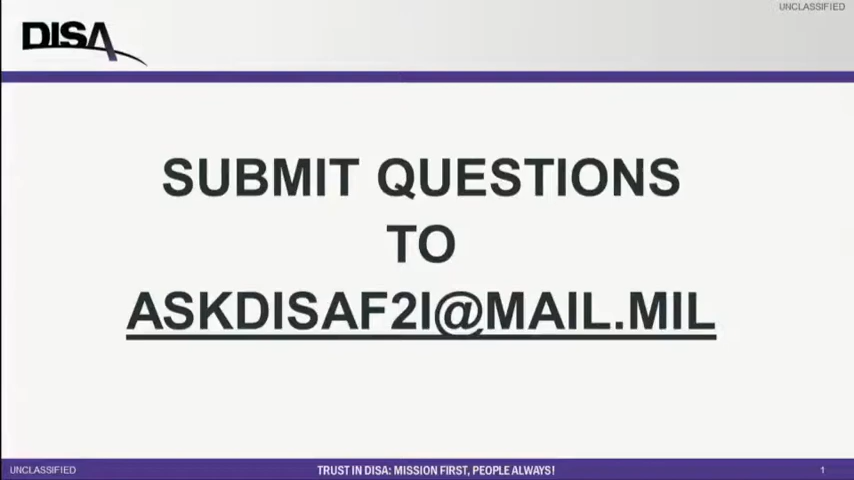 UNCLASSIFIED
DISA
SUBMIT QUESTIONS
TO
ASKDISAF2I@MAIL.MIL
UNCLASSIFIED
TRUST IN DISA: MISSION FIRST, PEOPLE ALWAYS!
1